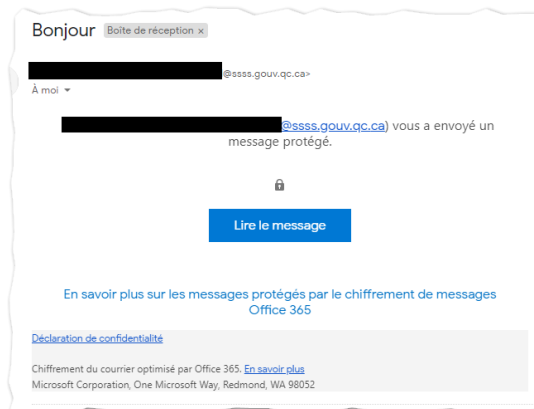 Bonjour Boîte de réception ×
@ssss.gouv.qc.ca>
À moi
@ssss.gouv.qc.ca) vous a envoyé un
message protégé.
Lire le message
En savoir plus sur les messages protégés par le chiffrement de messages
Office 365
Déclaration de confidentialité
Chiffrement du courrier optimisé par Office 365. En savoir plus
Microsoft Corporation, One Microsoft Way, Redmond, WA 98052